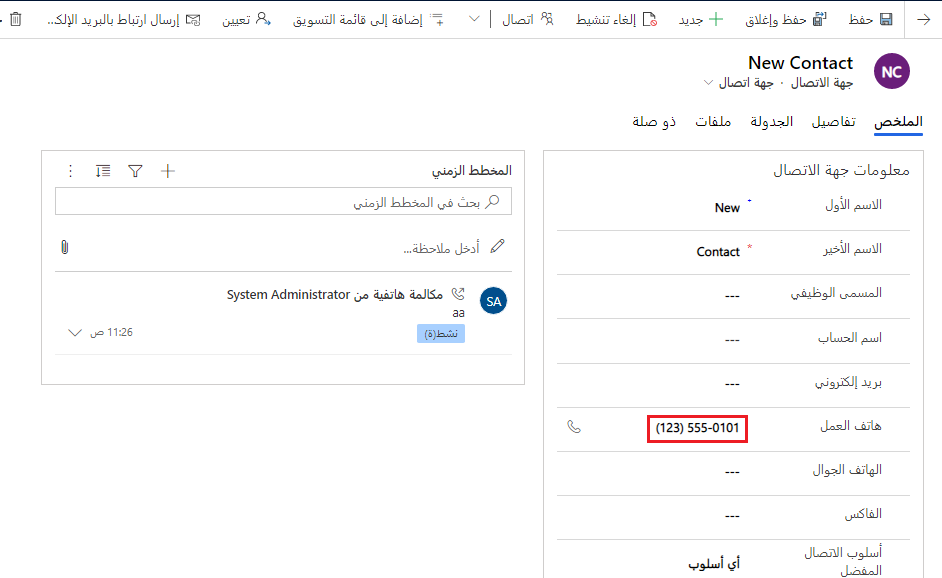 حفظ
حفظ وإغلاق
جديد
إلغاء تنشيط
اتصال
إضافة إلى قائمة التسويق
تعيين
إرسال ارتباط بالبريد الإلكـ...
NC
New Contact
جهة الاتصال · جهة اتصال
الملخص
تفاصيل
الجدولة
ملفات
ذو صلة
معلومات جهة الاتصال
الاسم الأول
+
New
الاسم الأخير
*
Contact
المسمى الوظيفي
---
اسم الحساب
---
بريد إلكتروني
---
هاتف العمل
(123) 555-0101
الهاتف الجوال
---
الفاكس
---
أسلوب الاتصال
المفضل
أي أسلوب
المخطط الزمني
بحث في المخطط الزمني
أدخل ملاحظة...
SA
مكالمة هاتفية من System Administrator
aa
نشط(ة)
11:26 ص